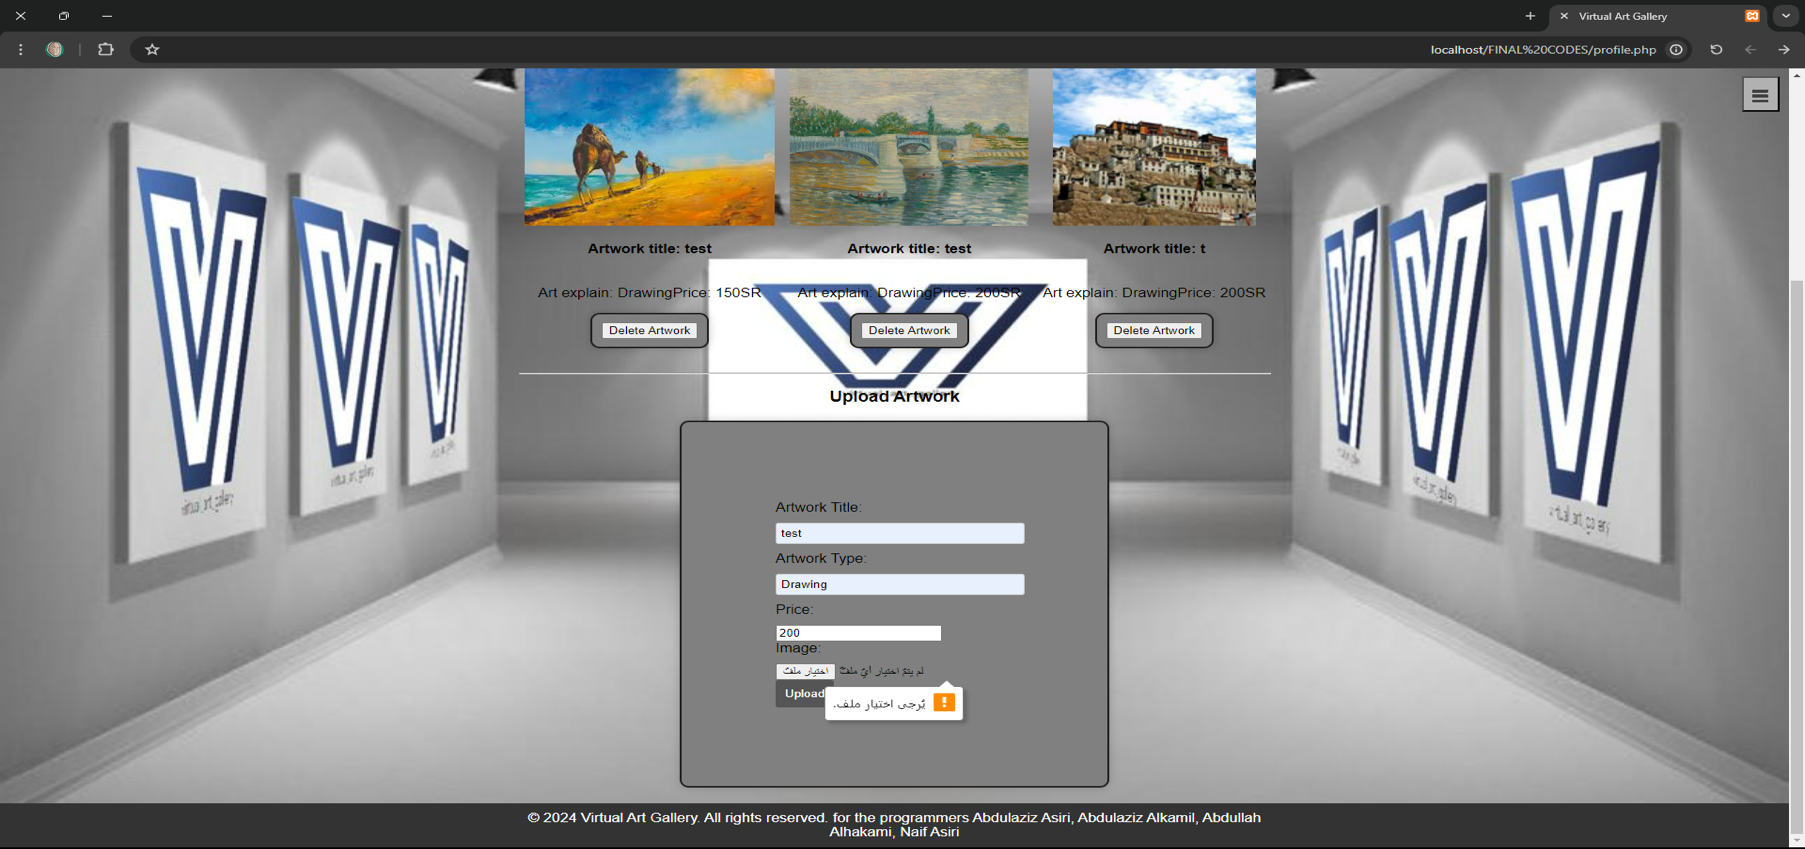 Virtual Art Gallery
localhost/FINAL%20CODES/profile.php
Artwork title: test
Artwork title: test
Artwork title: t
Art explain: DrawingPrice: 150SR
Art explain: DrawingPrice: 200SR
Art explain: DrawingPrice: 200SR
Delete Artwork
Delete Artwork
Delete Artwork
Upload Artwork
Artwork Title:
test
Artwork Type:
Drawing
Price:
200
Image:
اختيار ملف لم يتم اختيار أيّ ملف
Upload
يُرجى اختيار ملف.
virtual_art_gallery
virtual_art_gallery
virtual_art_gallery
© 2024 Virtual Art Gallery. All rights reserved. for the programmers Abdulaziz Asiri, Abdulaziz Alkamil, Abdullah
Alhakami, Naif Asiri